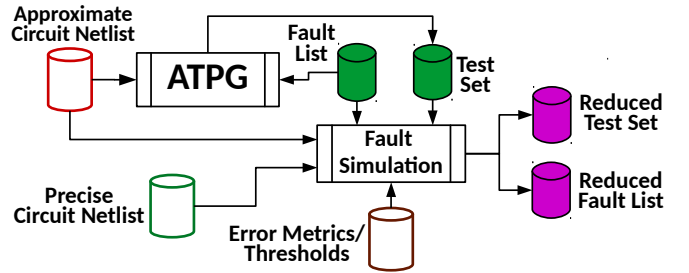 Approximate
Circuit Netlist
ATPG
Fault
List
Test
Set
Fault
Simulation
Reduced
Test Set
Reduced
Fault List
Precise
Circuit Netlist
Error Metrics/
Thresholds